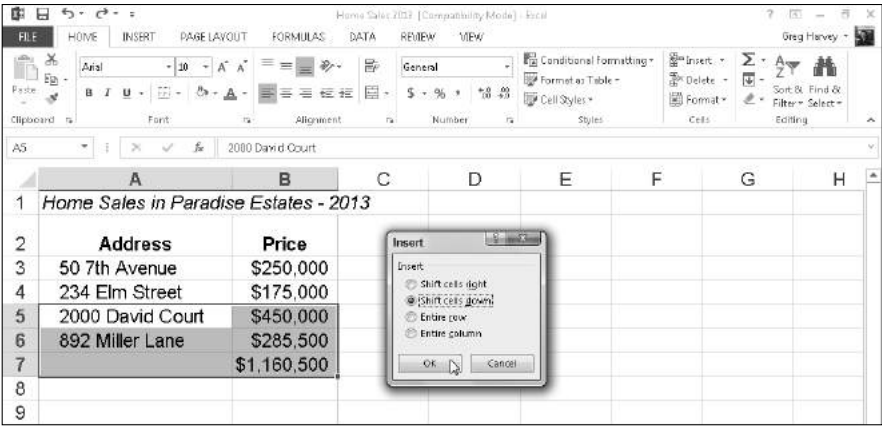 Home Sales 2013 [Compatibility Mode] - Excel
FILE HOME INSERT PAGE LAYOUT FORMULAS DATA REVIEW VIEW Greg Harvey
Paste Arial 10 A A General Conditional Formatting Insert
B I U A $ % , Format as Table Delete Sort & Find &
Cell Styles Format Filter Select
Clipboard Font Alignment Number Styles Cells Editing
A5 fx 2000 David Court
A B C D E F G H
1 Home Sales in Paradise Estates - 2013
2 Address Price
3 50 7th Avenue $250,000
4 234 Elm Street $175,000
5 2000 David Court $450,000
6 892 Miller Lane $285,500
7 $1,160,500
8
9
Insert
Insert
Shift cells right
Shift cells down
Entire row
Entire column
OK Cancel